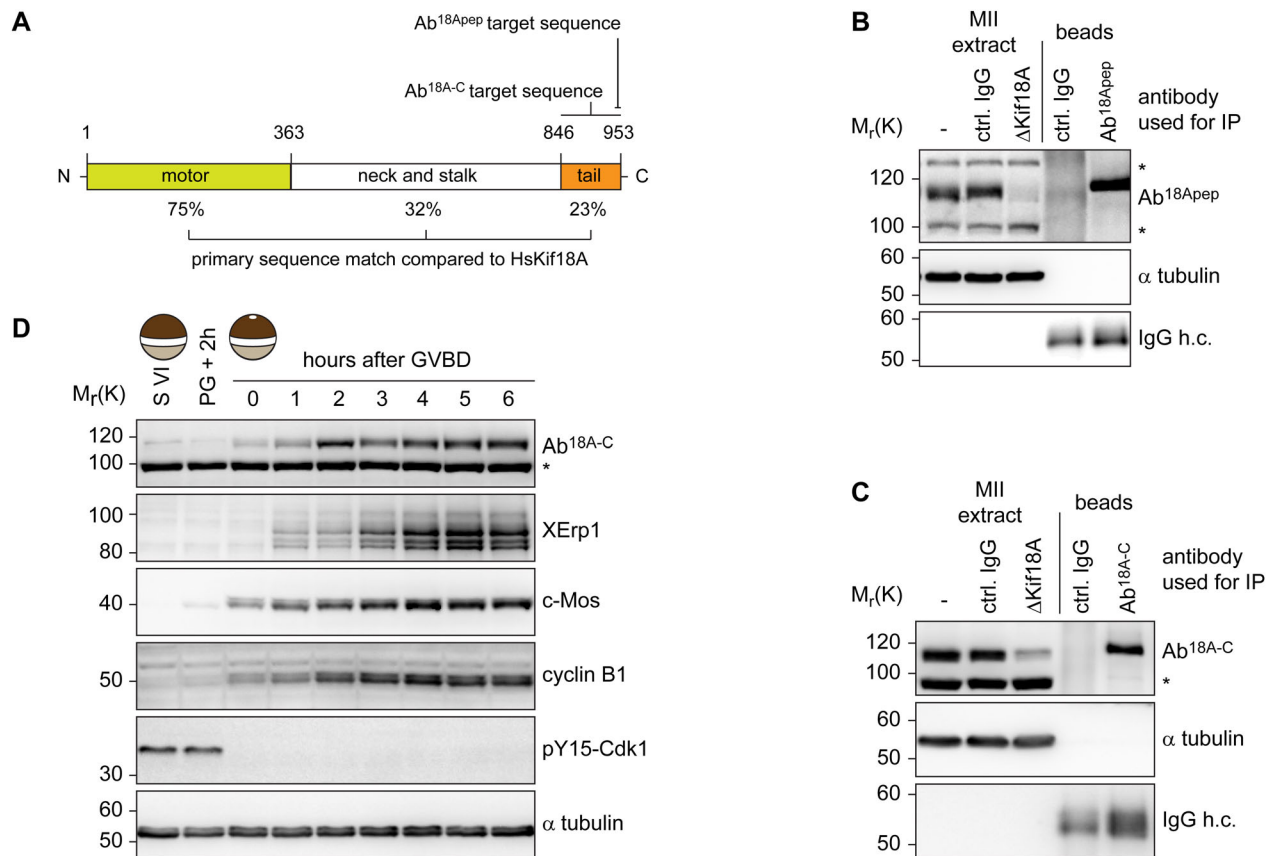 A
Ab18Apep target sequence
Ab18A-C target sequence
1 363 846 953
N motor neck and stalk tail C
75% 32% 23%
primary sequence match compared to HsKif18A
B
MII extract
beads
- ctrl. IgG ΔKif18A ctrl. IgG Ab18Apep
antibody used for IP
Mr(K)
120
100
*
Ab18Apep
*
60
50
α tubulin
60
50
IgG h.c.
D
S VI PG + 2h
hours after GVBD
Mr(K) 0 1 2 3 4 5 6
120
100
Ab18A-C
*
100
80
XErp1
40
c-Mos
50
cyclin B1
30
pY15-Cdk1
60
50
α tubulin
C
MII extract
beads
- ctrl. IgG ΔKif18A ctrl. IgG Ab18A-C
antibody used for IP
Mr(K)
120
100
Ab18A-C
*
60
50
α tubulin
60
50
IgG h.c.